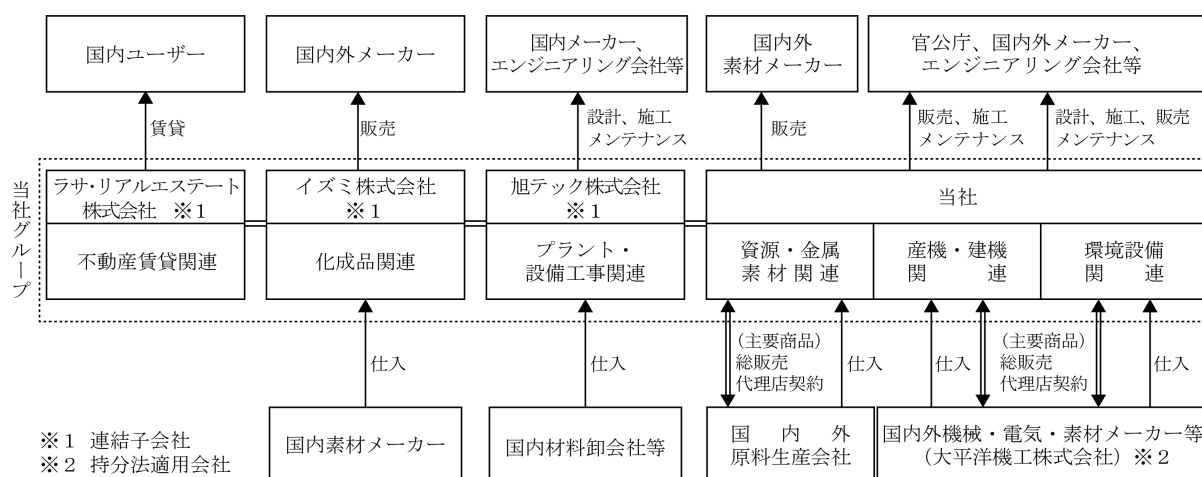 国内ユーザー
国内外メーカー
国内メーカー、
エンジニアリング会社等
国内外
素材メーカー
官公庁、国内外メーカー、
エンジニアリング会社等
賃貸
販売
設計、施工
メンテナンス
販売
販売、施工
メンテナンス
設計、施工、販売
メンテナンス
当社グループ
ラサ・リアルエステート
株式会社 ※1
イズミ株式会社
※1
旭テック株式会社
※1
当社
不動産賃貸関連
化成品関連
プラント・
設備工事関連
資源・金属
素材関連
産機・建機
関連
環境設備
関連
仕入
仕入
(主要商品)
総販売
代理店契約
仕入
仕入
(主要商品)
総販売
代理店契約
仕入
国内素材メーカー
国内材料卸会社等
国内外
原料生産会社
国内外機械・電気・素材メーカー等
(大平洋機工株式会社)※2
※1 連結子会社
※2 持分法適用会社